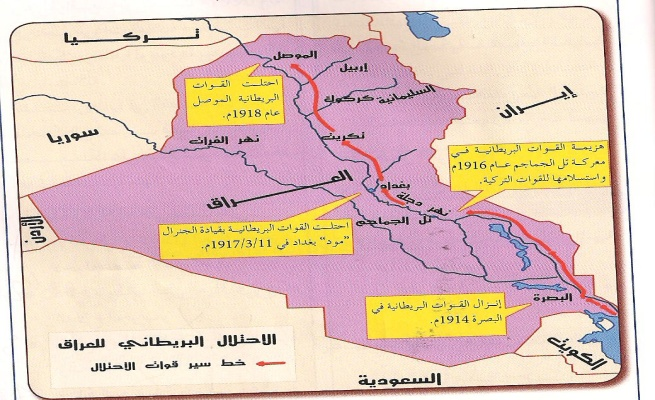 تركيا
الموصل
اربيل
السليمانية
كركوك
احتلت القوات
البريطانية الموصل
عام 1918م.
إيران
سوريا
نهر الفرات
تكريت
هزيمة القوات البريطانية في
معركة تل الجماجم عام 1916م
واستسلامها للقوات التركية.
العراق
بغداد
نهر دجلة
تل الجماجم
الأردن
احتلت القوات البريطانية بقيادة الجنرال
"مود" بغداد في 1917/3/11م.
إنزال القوات البريطانية في
البصرة 1914م.
البصرة
الكويت
الاحتلال البريطاني للعراق
خط سير قوات الاحتلال
السعودية